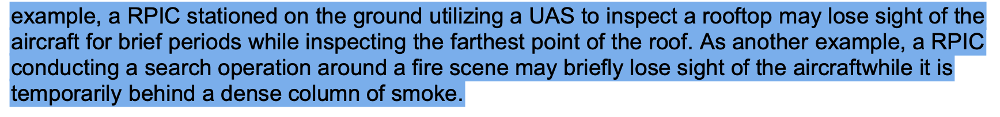 example, a RPIC stationed on the ground utilizing a UAS to inspect a rooftop may lose sight of the
aircraft for brief periods while inspecting the farthest point of the roof. As another example, a RPIC
conducting a search operation around a fire scene may briefly lose sight of the aircraftwhile it is
temporarily behind a dense column of smoke.